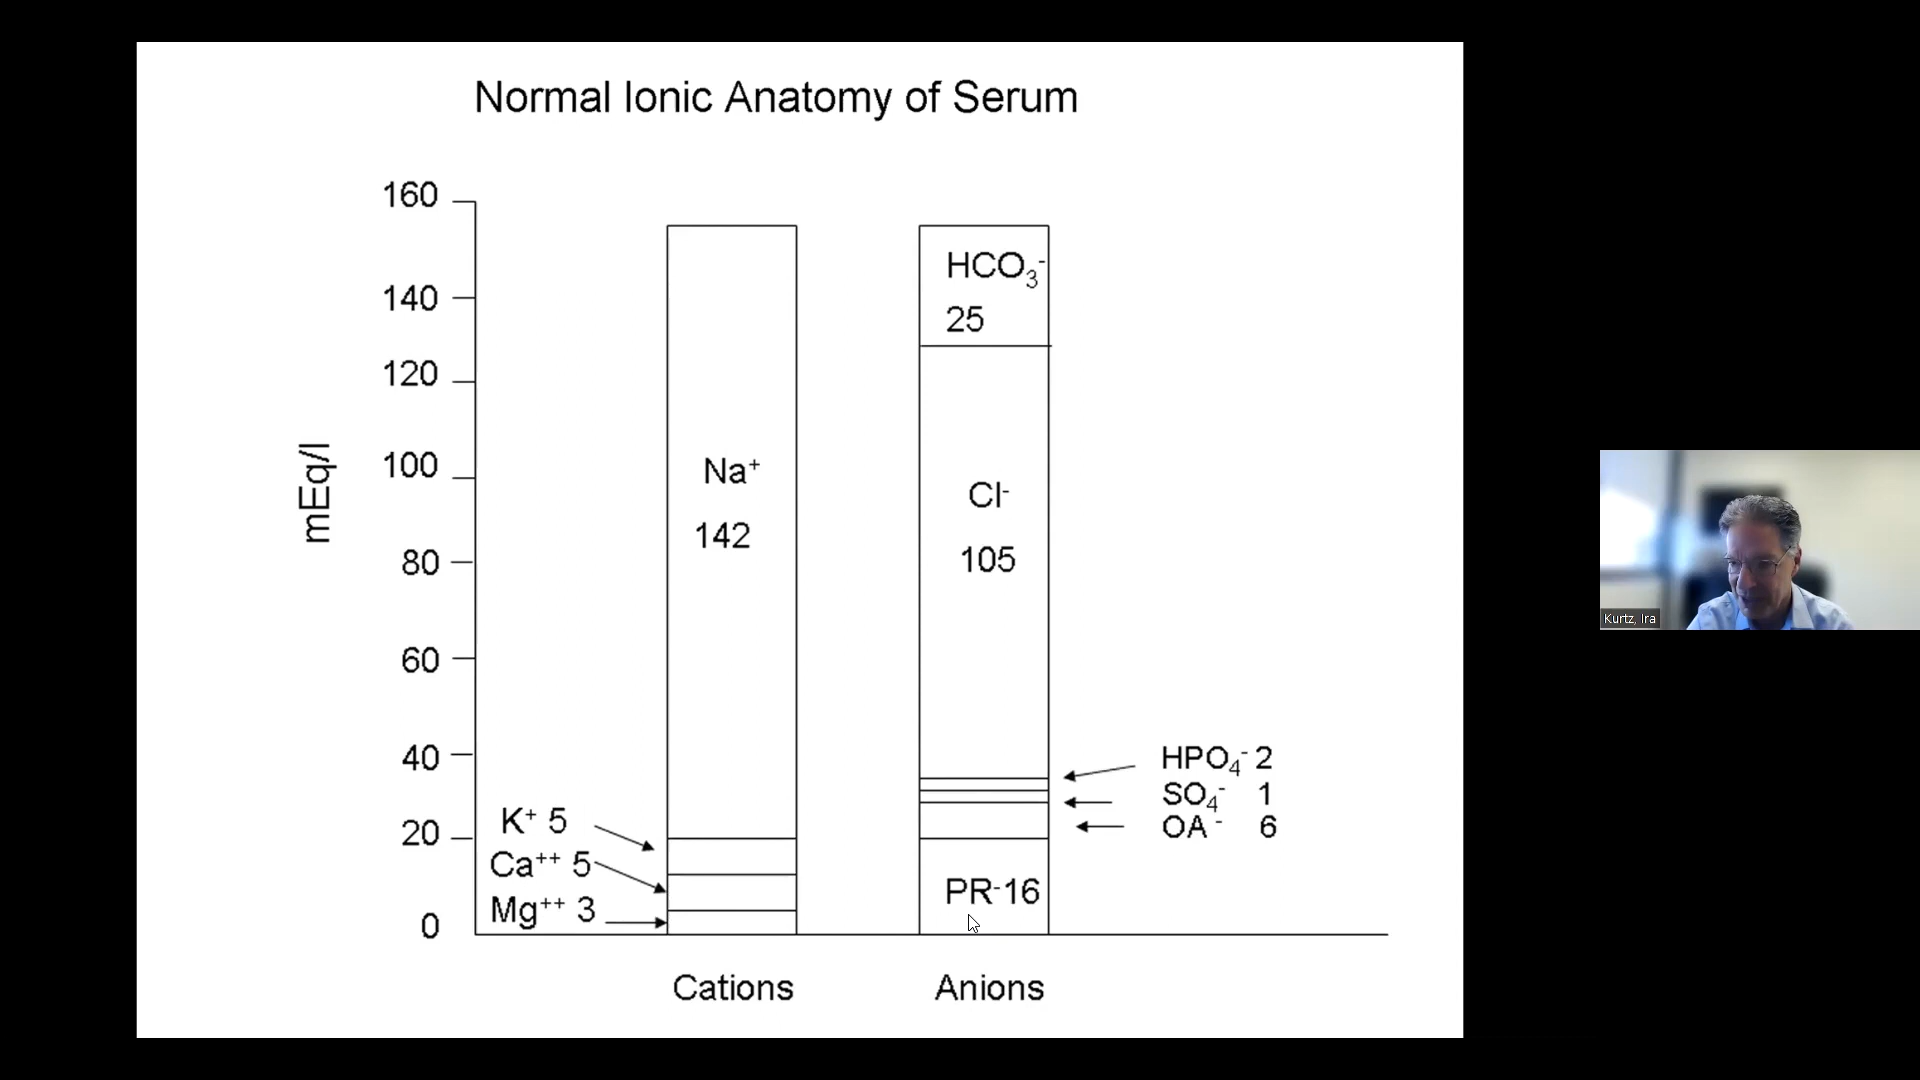 Normal Ionic Anatomy of Serum
160
140
120
100
80
60
40
20
0
mEq/l
Na⁺
142
K⁺ 5
Ca⁺⁺ 5
Mg⁺⁺ 3
HCO₃⁻
25
Cl⁻
105
HPO₄⁻ 2
SO₄⁻ 1
OA⁻ 6
PR⁻16
Cations
Anions
Kurtz, Ira